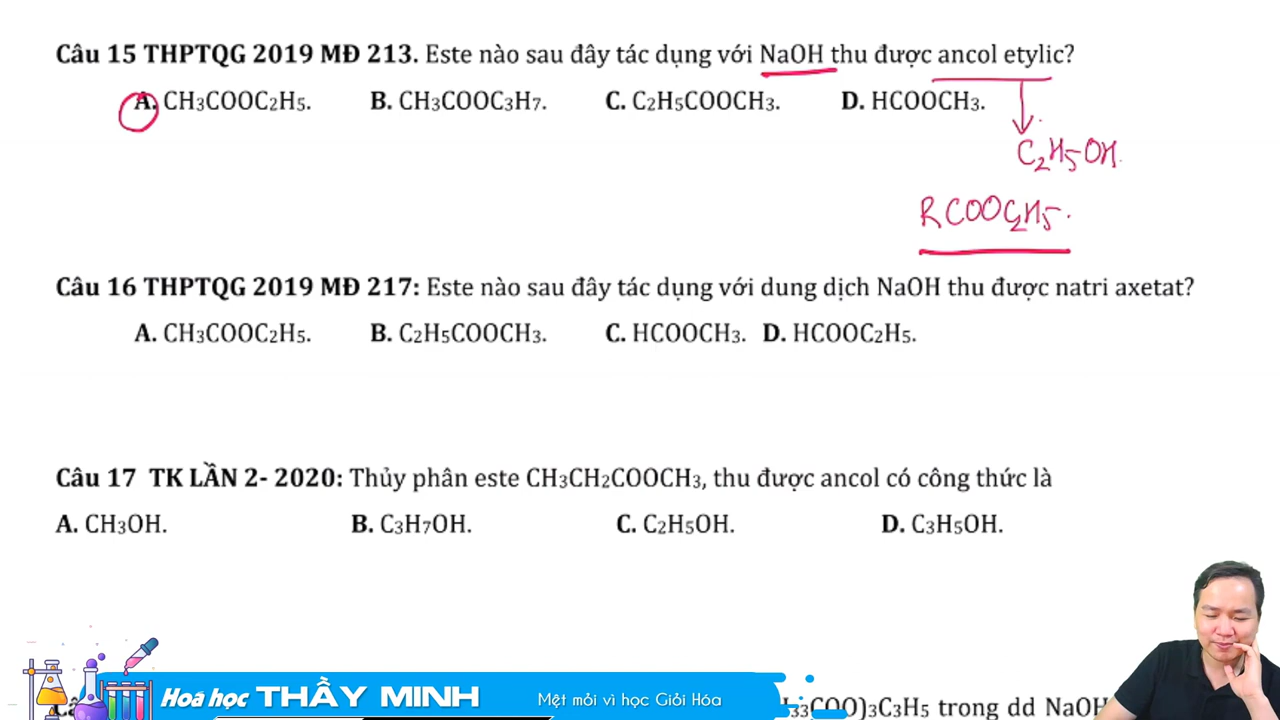 Câu 15 THPTQG 2019 MĐ 213. Este nào sau đây tác dụng với NaOH thu được ancol etylic?
A. CH3COOC2H5. B. CH3COOC3H7. C. C2H5COOCH3. D. HCOOCH3.
C2H5OH.
RCOOC2H5.
Câu 16 THPTQG 2019 MĐ 217: Este nào sau đây tác dụng với dung dịch NaOH thu được natri axetat?
A. CH3COOC2H5. B. C2H5COOCH3. C. HCOOCH3. D. HCOOC2H5.
Câu 17 TK LẦN 2- 2020: Thủy phân este CH3CH2COOCH3, thu được ancol có công thức là
A. CH3OH. B. C3H7OH. C. C2H5OH. D. C3H5OH.
Hoá học THẦY MINH Mệt mỏi vì học Giỏi Hóa
COO)3C3H5 trong dd NaOH